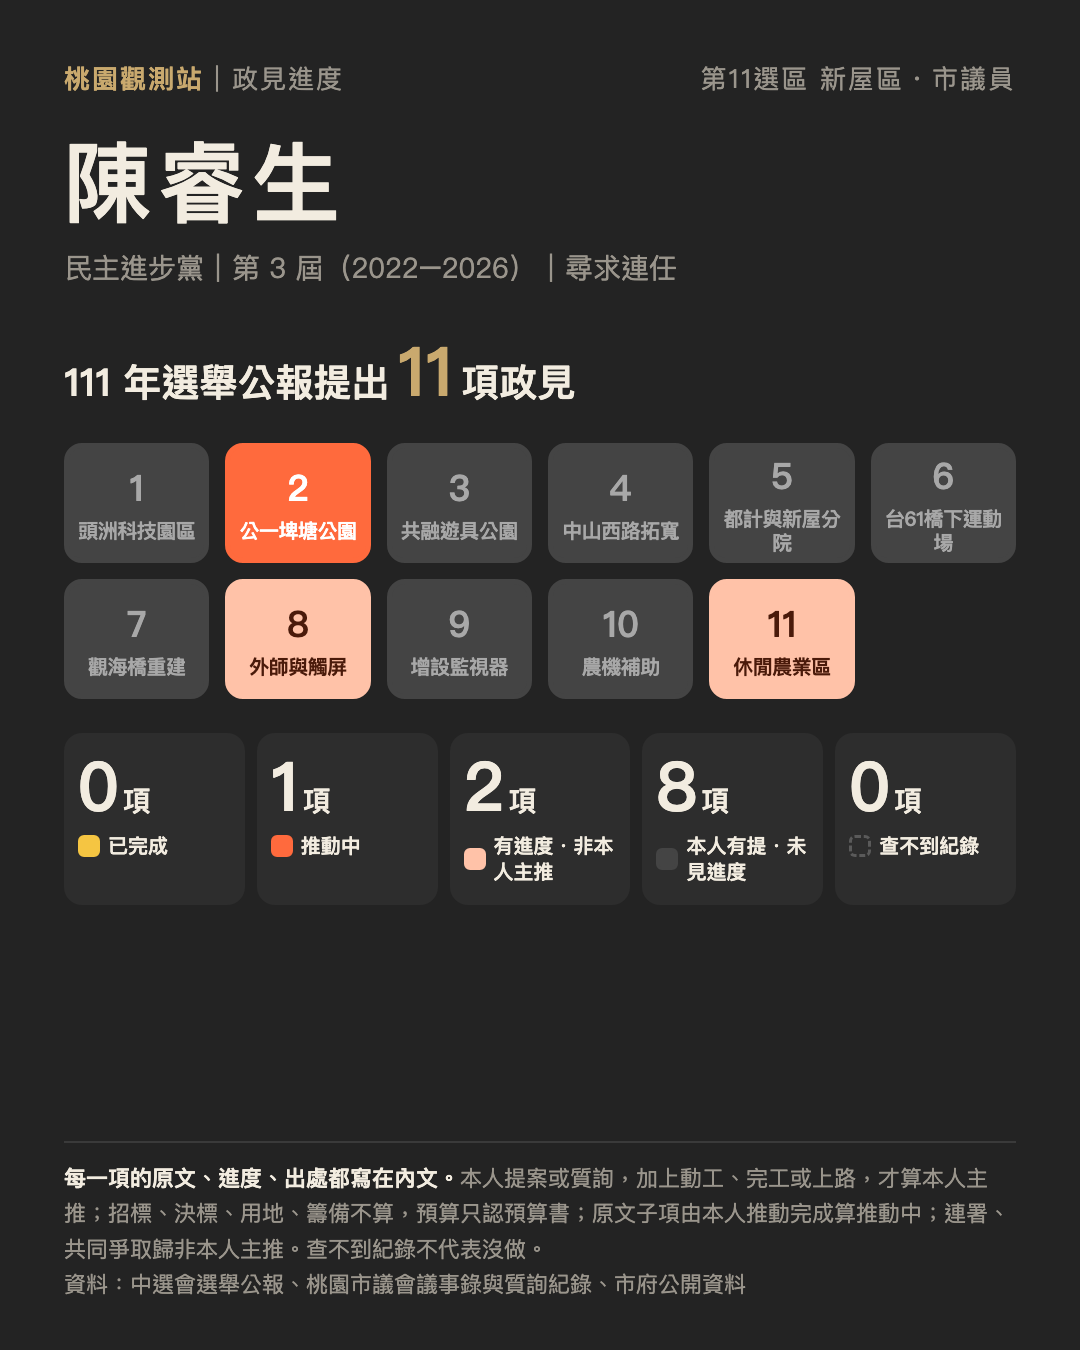 桃園觀測站｜政見進度
第11選區 新屋區・市議員
陳睿生
民主進步黨｜第 3 屆（2022–2026）｜尋求連任
111 年選舉公報提出 11 項政見
1
頭洲科技園區
2
公一埤塘公園
3
共融遊具公園
4
中山西路拓寬
5
都計與新屋分
院
6
台61橋下運動
場
7
觀海橋重建
8
外師與觸屏
9
增設監視器
10
農機補助
11
休閒農業區
0項
已完成
1項
推動中
2項
有進度・非本
人主推
8項
本人有提・未
見進度
0項
查不到紀錄
每一項的原文、進度、出處都寫在內文。本人提案或質詢，加上動工、完工或上路，才算本人主
推；招標、決標、用地、籌備不算，預算只認預算書；原文子項由本人推動完成算推動中；連署、
共同爭取歸非本人主推。查不到紀錄不代表沒做。
資料：中選會選舉公報、桃園市議會議事錄與質詢紀錄、市府公開資料